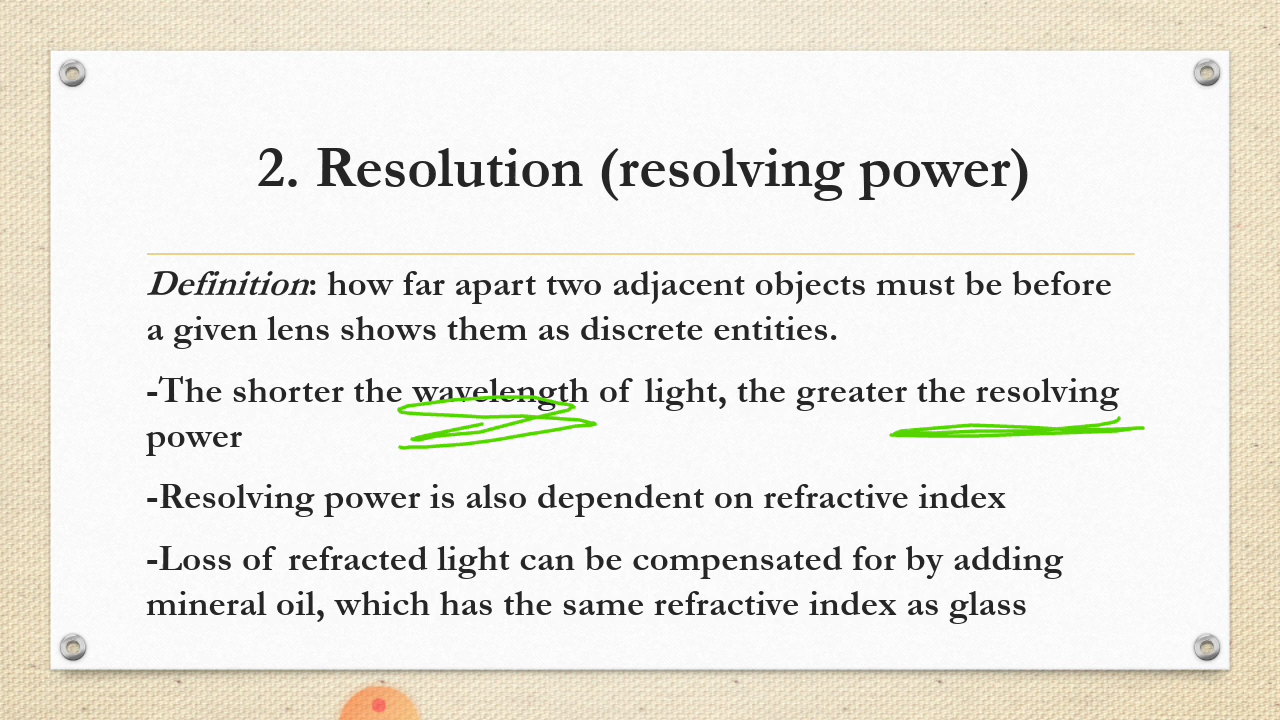 2. Resolution (resolving power)
Definition: how far apart two adjacent objects must be before
a given lens shows them as discrete entities.
-The shorter the wavelength of light, the greater the resolving
power
-Resolving power is also dependent on refractive index
-Loss of refracted light can be compensated for by adding
mineral oil, which has the same refractive index as glass